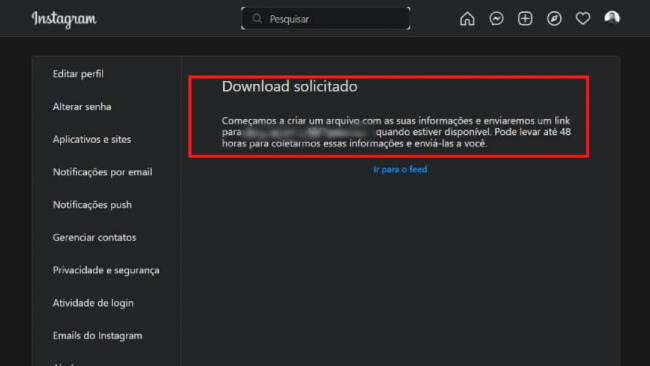 Instagram
Pesquisar
Editar perfil
Alterar senha
Aplicativos e sites
Notificações por email
Notificações push
Gerenciar contatos
Privacidade e segurança
Atividade de login
Emails do Instagram
Download solicitado
Começamos a criar um arquivo com as suas informações e enviaremos um link
para quando estiver disponível. Pode levar até 48
horas para coletarmos essas informações e enviá-las a você.
Ir para o feed